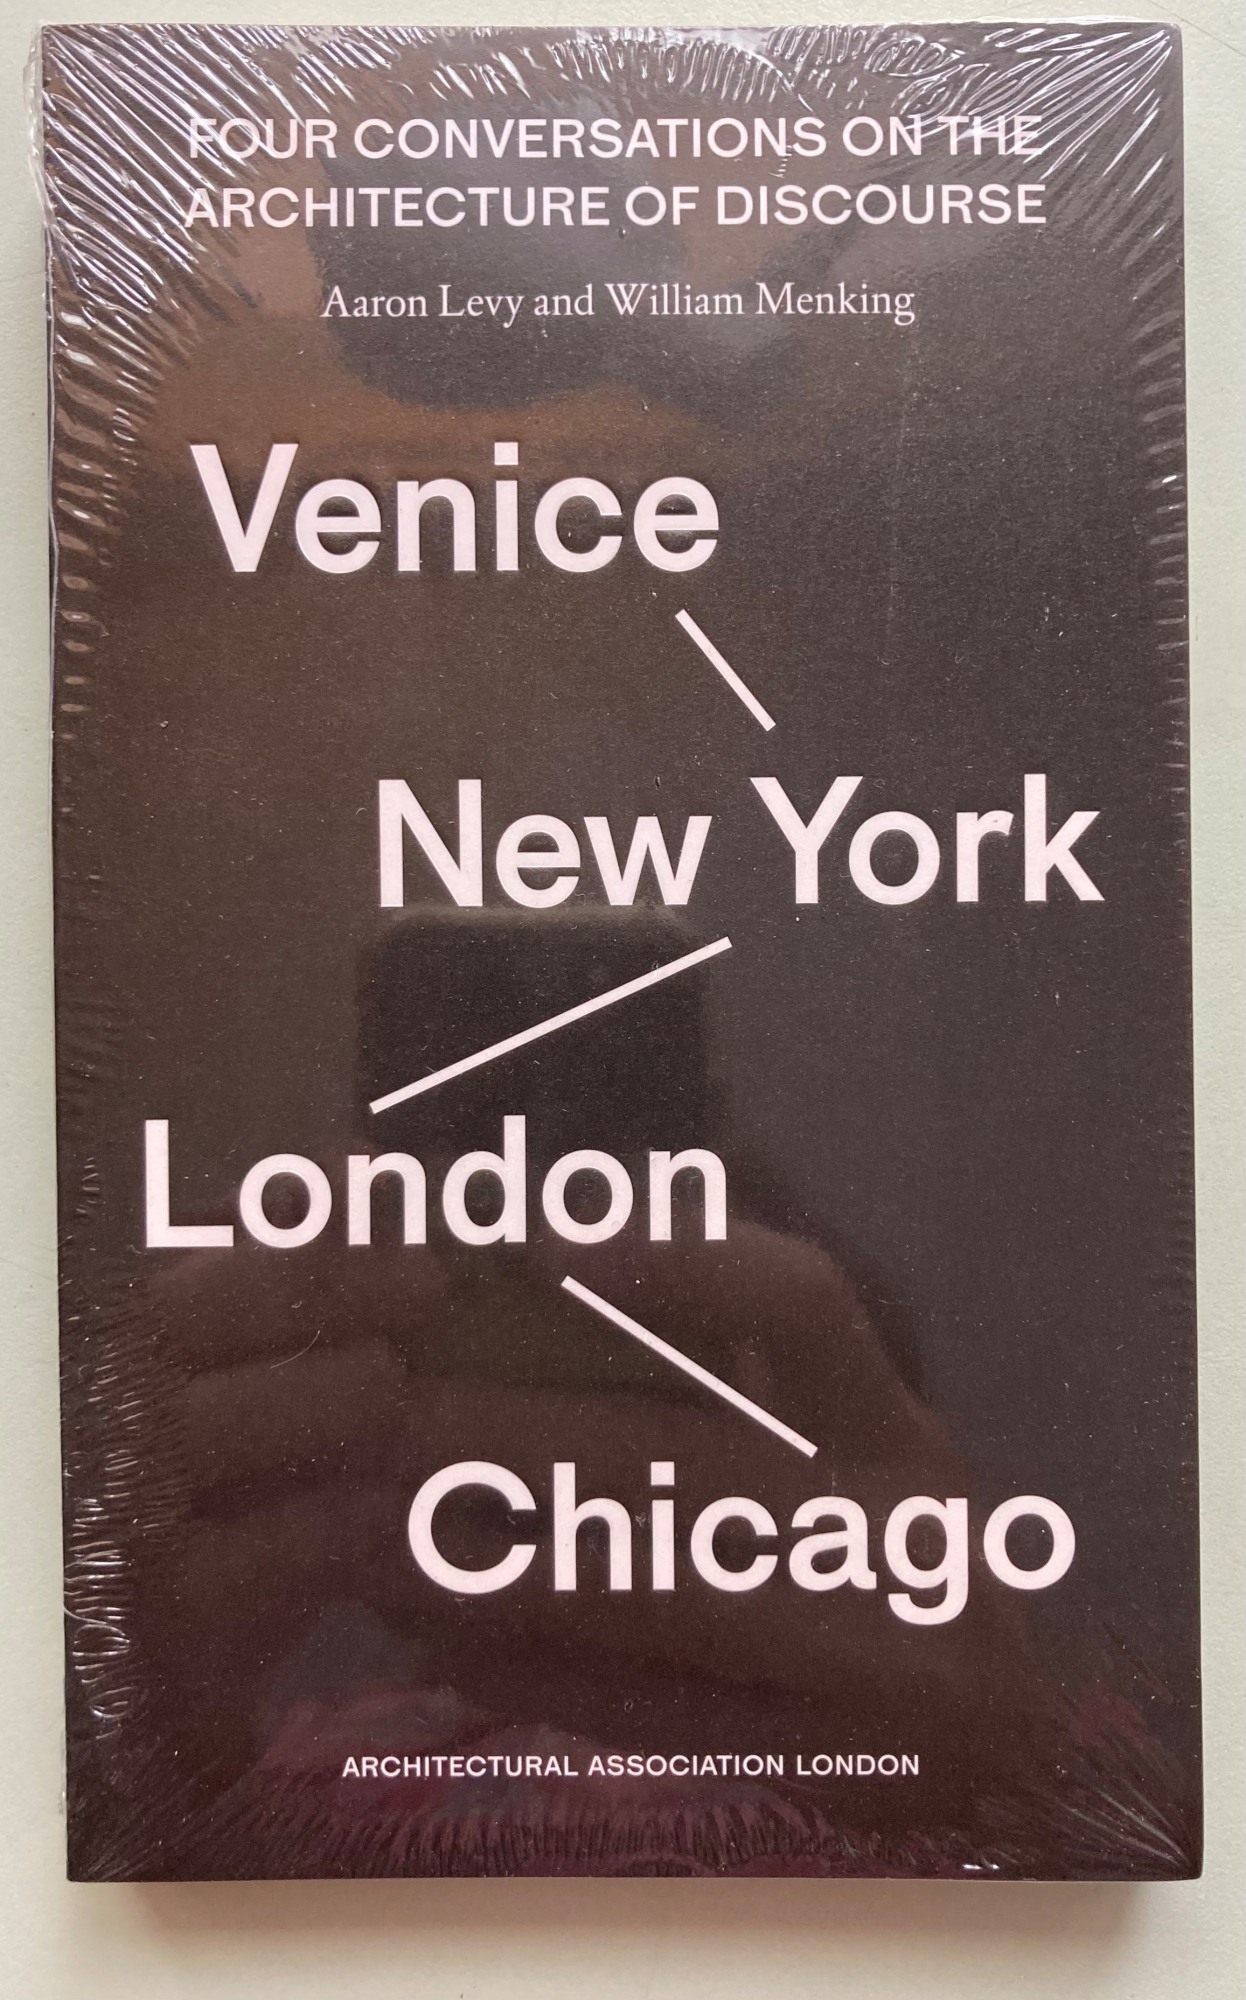 FOUR CONVERSATIONS ON THE
ARCHITECTURE OF DISCOURSE
Aaron Levy and William Menking
Venice
New York
London
Chicago
ARCHITECTURAL ASSOCIATION LONDON